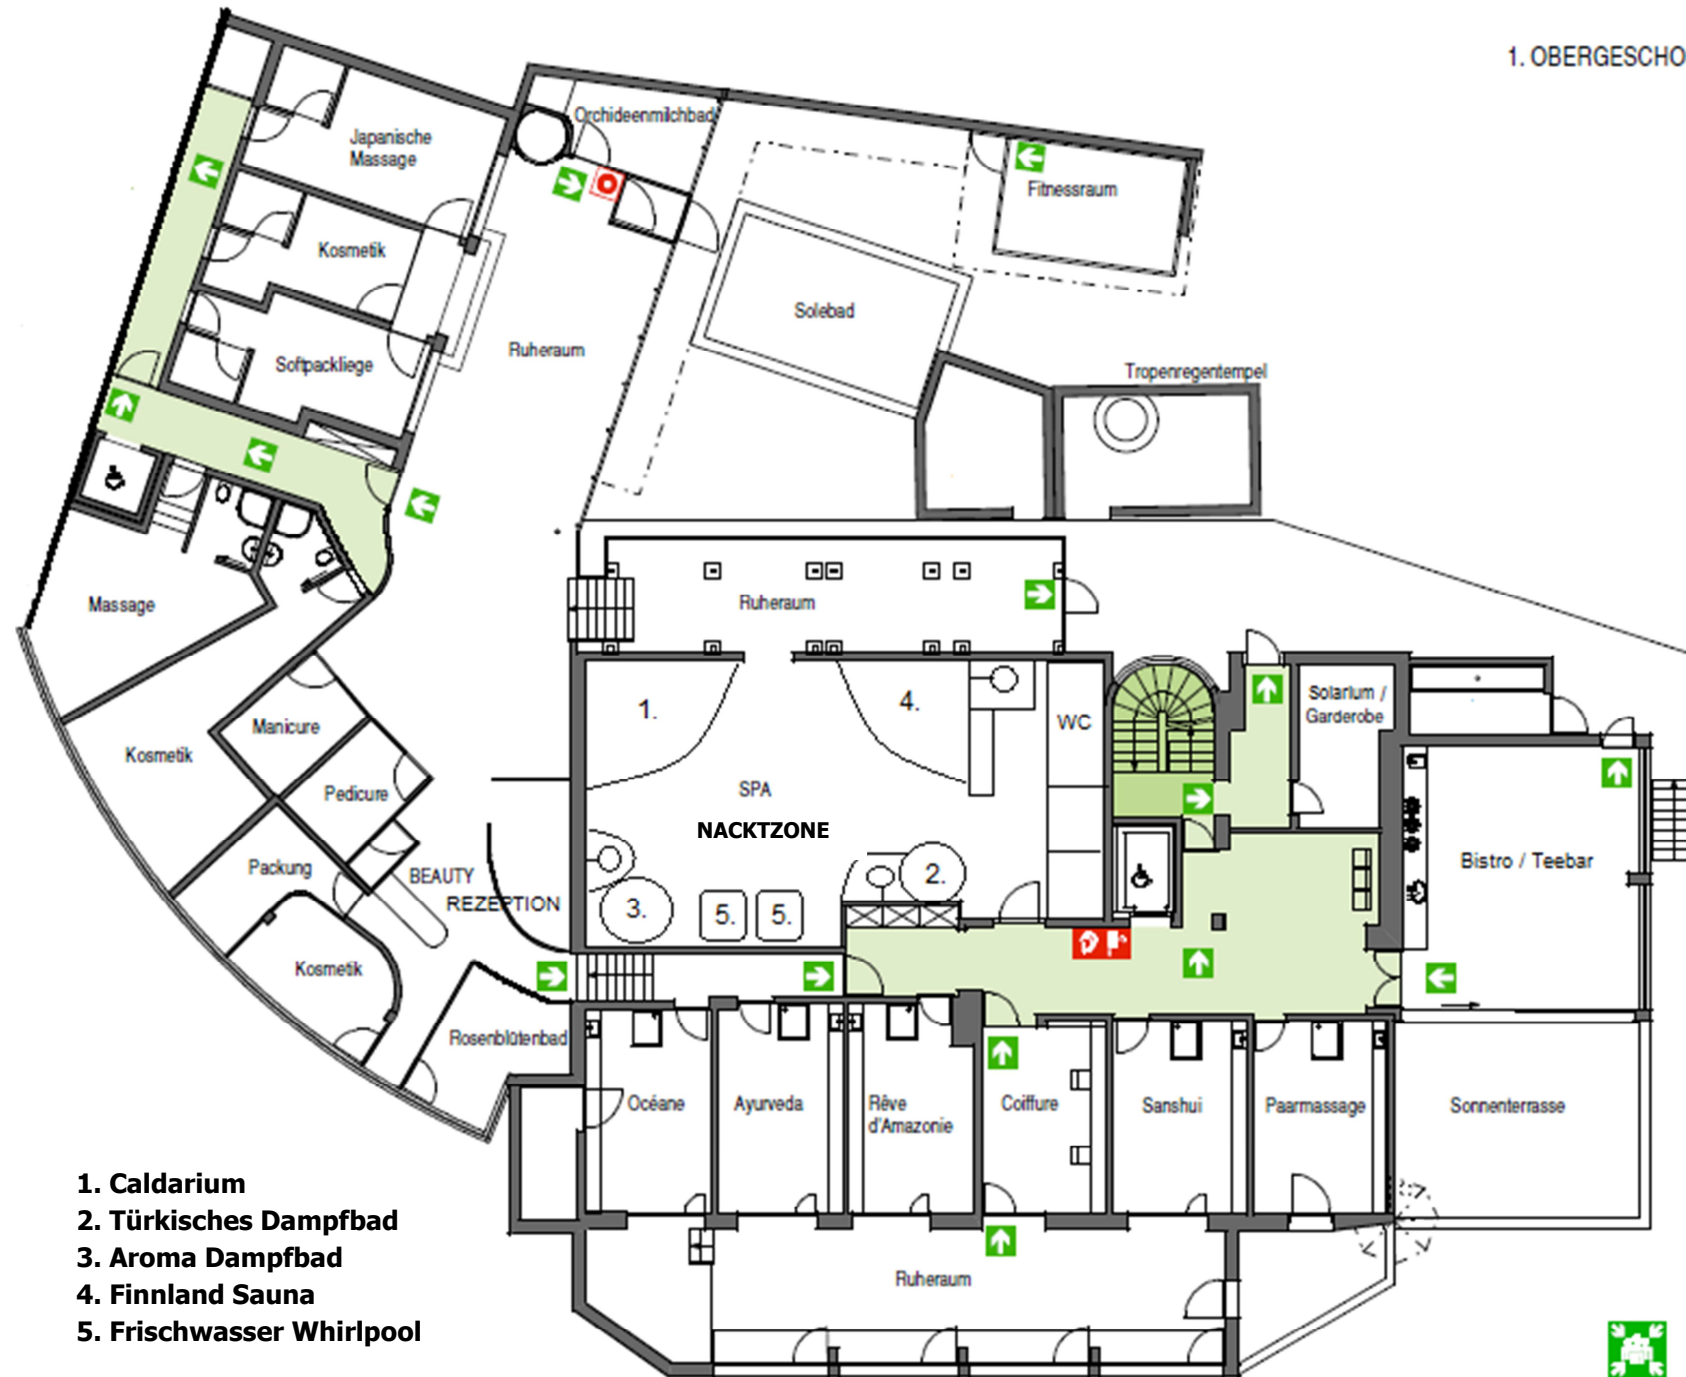 1. OBERGESCHO
Orchideenmilchbad
Japanische
Massage
Fitnessraum
Kosmetik
Solebad
Ruheraum
Softpackliege
Tropenregentempel
Massage
Ruheraum
1.
4.
WC
Solarium /
Garderobe
Manicure
Kosmetik
Pedicure
SPA
NACKTZONE
Bistro / Teebar
Packung
BEAUTY
REZEPTION
2.
3.
5.
5.
Kosmetik
Rosenblütenbad
Océane
Ayurveda
Rêve
d'Amazonie
Coiffure
Sanshui
Paarmassage
Sonnenterrasse
Ruheraum
1. Caldarium
2. Türkisches Dampfbad
3. Aroma Dampfbad
4. Finnland Sauna
5. Frischwasser Whirlpool